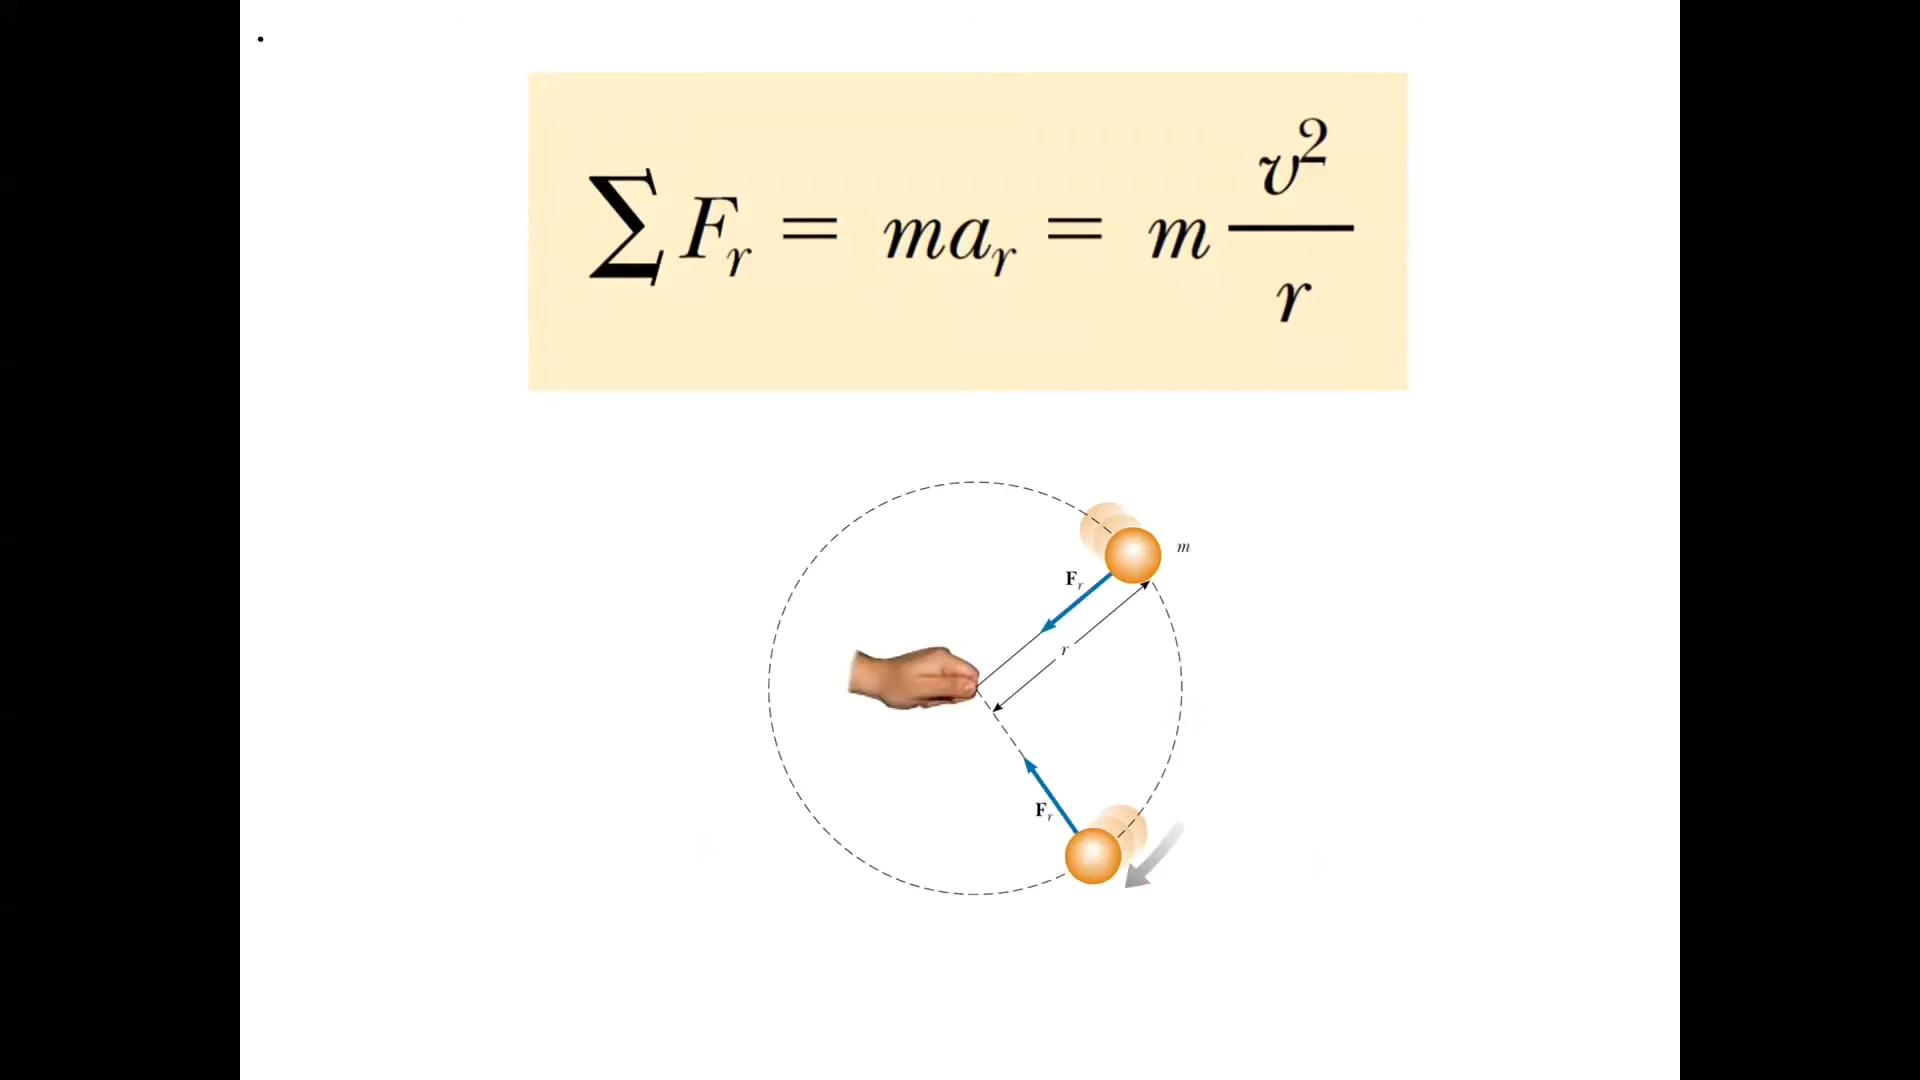 ∑ F_r = ma_r = m v²/r
m
F_r
r
F_r